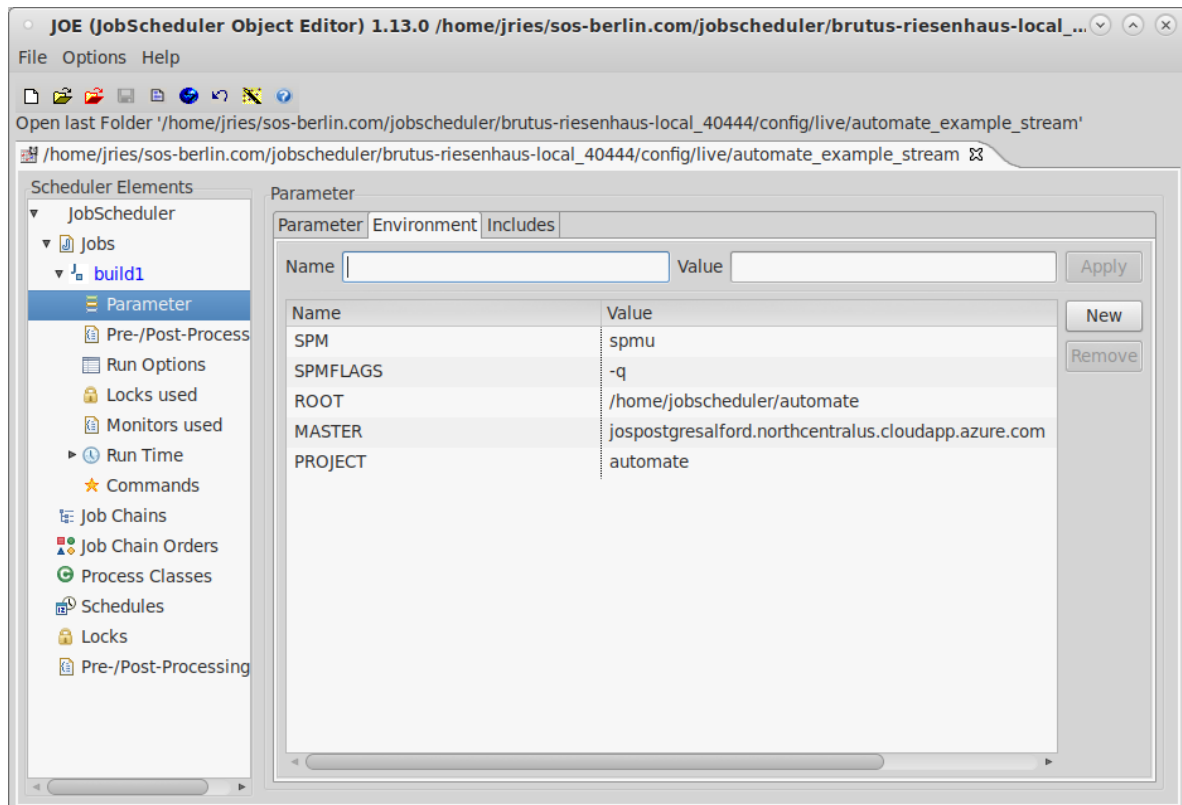 JOE (JobScheduler Object Editor) 1.13.0 /home/jries/sos-berlin.com/jobscheduler/brutus-riesenhaus-local_...
File Options Help
Open last Folder '/home/jries/sos-berlin.com/jobscheduler/brutus-riesenhaus-local_40444/config/live/automate_example_stream'
/home/jries/sos-berlin.com/jobscheduler/brutus-riesenhaus-local_40444/config/live/automate_example_stream
Scheduler Elements
JobScheduler
Jobs
build1
Parameter
Pre-/Post-Process
Run Options
Locks used
Monitors used
Run Time
Commands
Job Chains
Job Chain Orders
Process Classes
Schedules
Locks
Pre-/Post-Processing
Parameter
Parameter Environment Includes
Name Value Apply
Name Value New
SPM spmu
Remove
SPMFLAGS -q
ROOT /home/jobscheduler/automate
MASTER jospostgresalford.northcentralus.cloudapp.azure.com
PROJECT automate